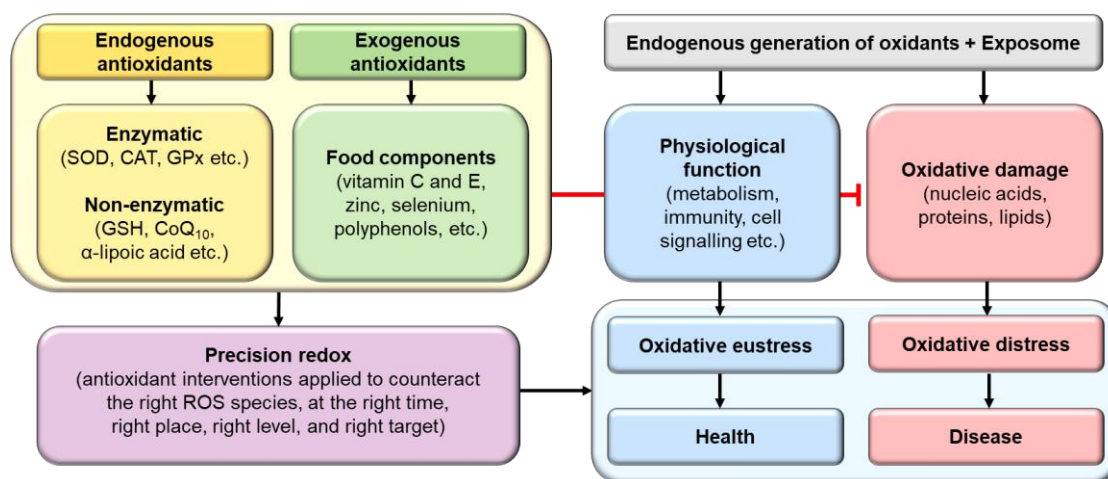 Endogenous
antioxidants
Enzymatic
(SOD, CAT, GPx etc.)
Non-enzymatic
(GSH, CoQ₁₀,
α-lipoic acid etc.)
Exogenous
antioxidants
Food components
(vitamin C and E,
zinc, selenium,
polyphenols, etc.)
Endogenous generation of oxidants + Exposome
Physiological
function
(metabolism,
immunity, cell
signalling etc.)
Oxidative damage
(nucleic acids,
proteins, lipids)
Precision redox
(antioxidant interventions applied to counteract
the right ROS species, at the right time,
right place, right level, and right target)
Oxidative eustress
Health
Oxidative distress
Disease